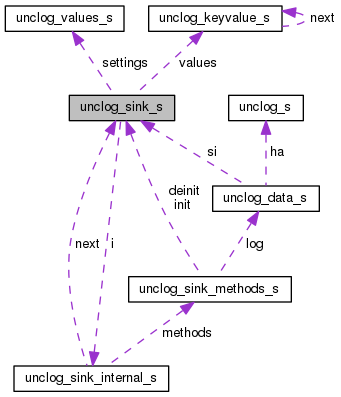 unclog_values_s
unclog_keyvalue_s
next
settings
values
unclog_sink_s
unclog_s
si
ha
deinit
init
unclog_data_s
next
i
log
unclog_sink_methods_s
methods
unclog_sink_internal_s